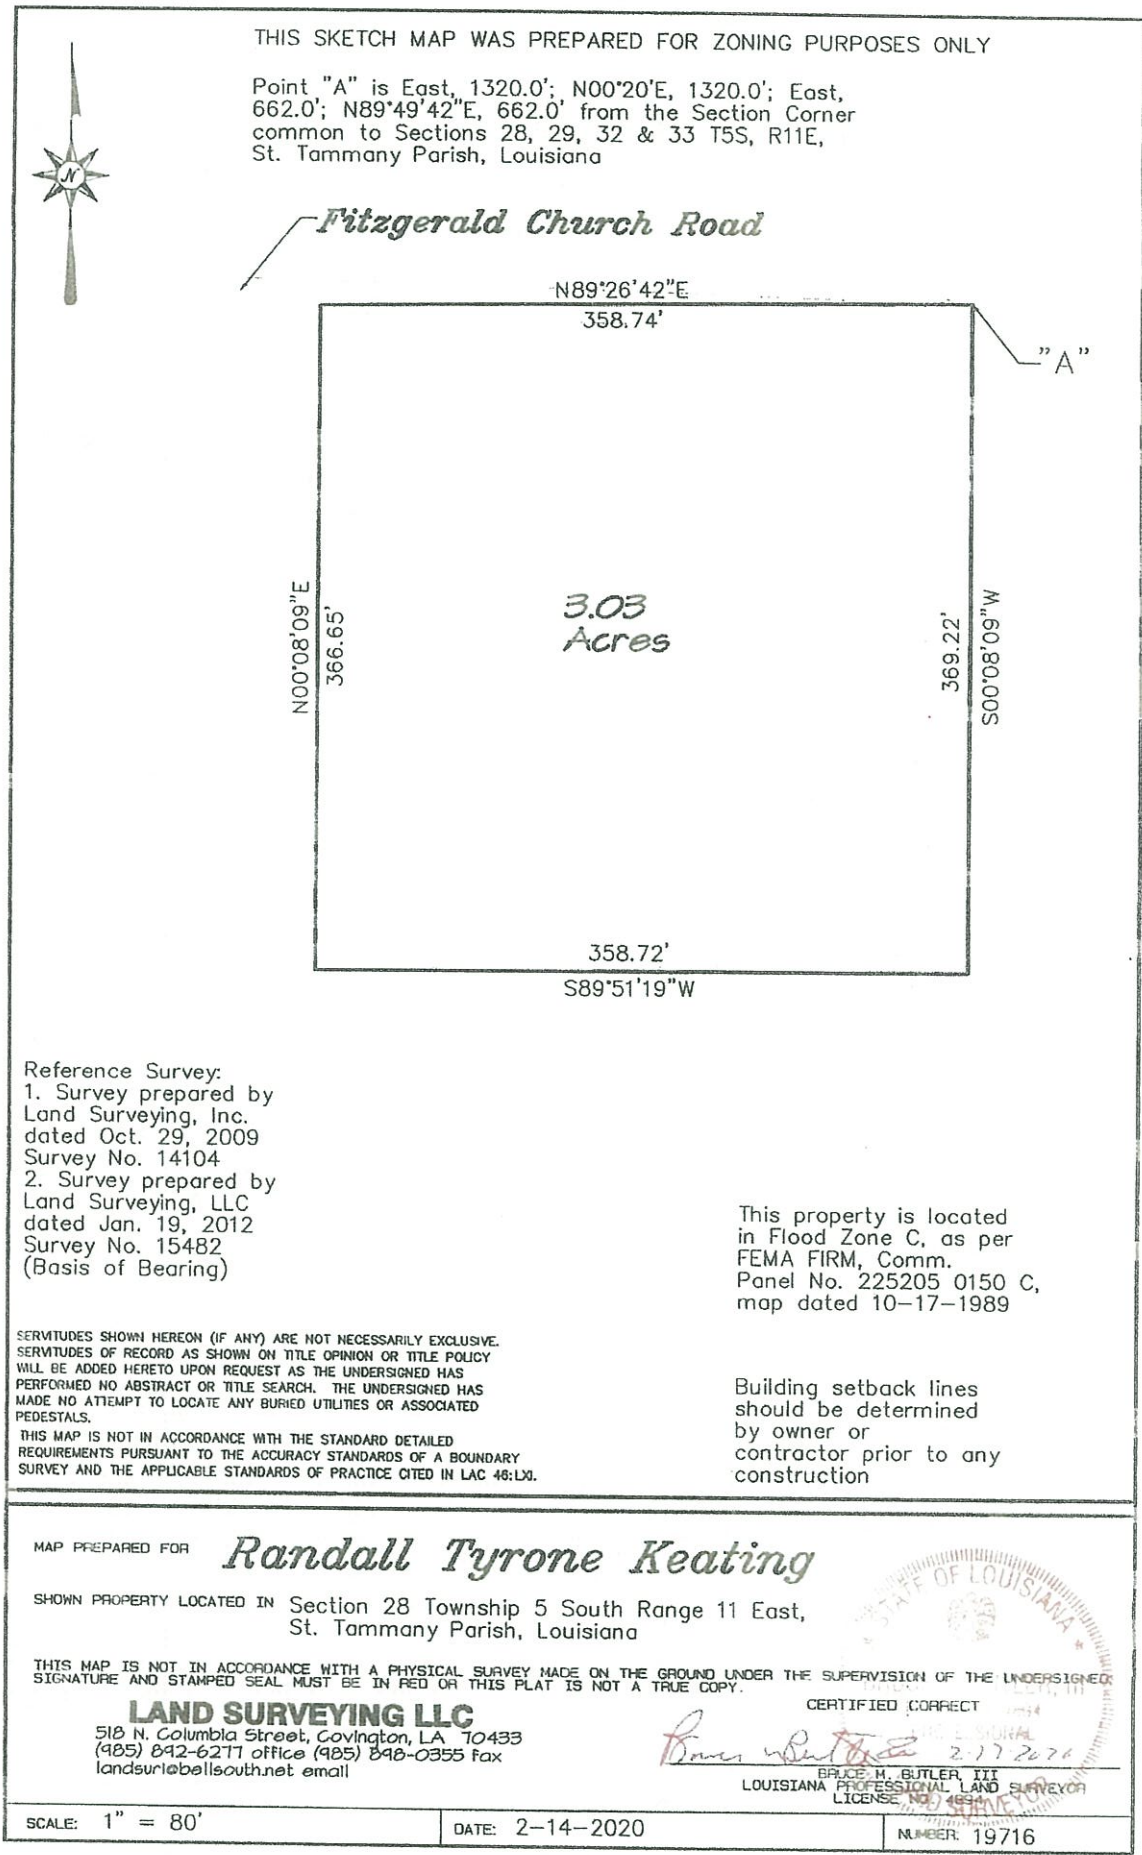 THIS SKETCH MAP WAS PREPARED FOR ZONING PURPOSES ONLY
Point "A" is East, 1320.0'; N00°20'E, 1320.0'; East,
662.0'; N89°49'42"E, 662.0' from the Section Corner
common to Sections 28, 29, 32 & 33 T5S, R11E,
St. Tammany Parish, Louisiana
N
Fitzgerald Church Road
N89°26'42"E
358.74'
"A"
N00°08'09"E
366.65'
3.03
Acres
369.22'
S00°08'09"W
358.72'
S89°51'19"W
Reference Survey:
1. Survey prepared by
Land Surveying, Inc.
dated Oct. 29, 2009
Survey No. 14104
2. Survey prepared by
Land Surveying, LLC
dated Jan. 19, 2012
Survey No. 15482
(Basis of Bearing)
This property is located
in Flood Zone C, as per
FEMA FIRM, Comm.
Panel No. 225205 0150 C,
map dated 10-17-1989
SERVITUDES SHOWN HEREON (IF ANY) ARE NOT NECESSARILY EXCLUSIVE.
SERVITUDES OF RECORD AS SHOWN ON TITLE OPINION OR TITLE POLICY
WILL BE ADDED HERETO UPON REQUEST AS THE UNDERSIGNED HAS
PERFORMED NO ABSTRACT OR TITLE SEARCH. THE UNDERSIGNED HAS
MADE NO ATTEMPT TO LOCATE ANY BURIED UTILITIES OR ASSOCIATED
PEDESTALS.
THIS MAP IS NOT IN ACCORDANCE WITH THE STANDARD DETAILED
REQUIREMENTS PURSUANT TO THE ACCURACY STANDARDS OF A BOUNDARY
SURVEY AND THE APPLICABLE STANDARDS OF PRACTICE CITED IN LAC 46:LXI.
Building setback lines
should be determined
by owner or
contractor prior to any
construction
MAP PREPARED FOR Randall Tyrone Keating
SHOWN PROPERTY LOCATED IN Section 28 Township 5 South Range 11 East,
St. Tammany Parish, Louisiana
THIS MAP IS NOT IN ACCORDANCE WITH A PHYSICAL SURVEY MADE ON THE GROUND UNDER THE SUPERVISION OF THE UNDERSIGNED.
SIGNATURE AND STAMPED SEAL MUST BE IN RED OR THIS PLAT IS NOT A TRUE COPY.
STATE OF LOUISIANA
LAND SURVEYING LLC
518 N. Columbia Street, Covington, LA 70433
(985) 892-6277 office (985) 898-0355 fax
landsur1@bellsouth.net email
CERTIFIED CORRECT
BRUCE M. BUTLER, III
LOUISIANA PROFESSIONAL LAND SURVEYOR
LICENSE NO. 4894
SURVEYOR
SCALE: 1" = 80'
DATE: 2-14-2020
NUMBER: 19716